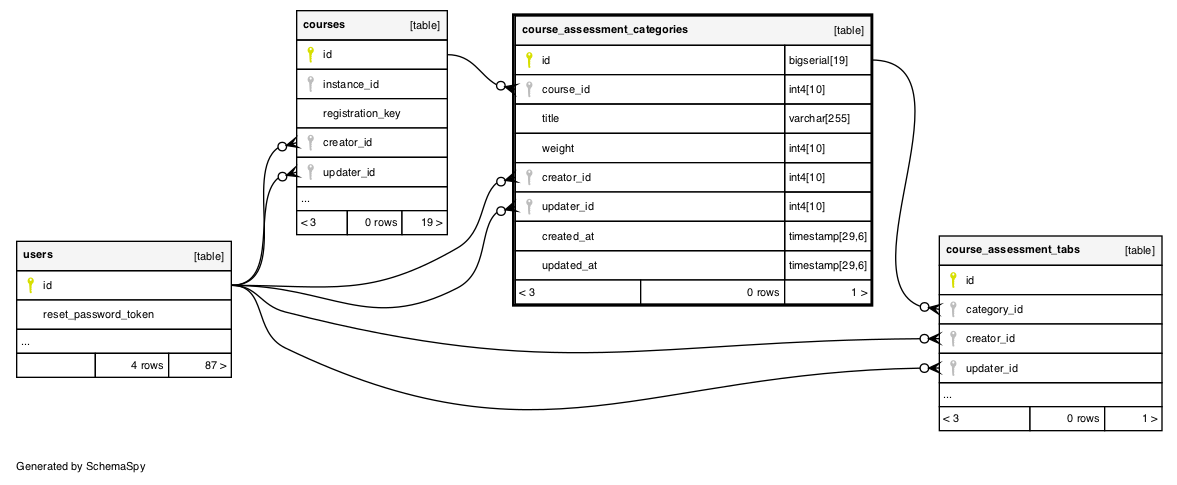 courses [table]
id
instance_id
registration_key
creator_id
updater_id
...
< 3 0 rows 19 >
course_assessment_categories [table]
id bigserial[19]
course_id int4[10]
title varchar[255]
weight int4[10]
creator_id int4[10]
updater_id int4[10]
created_at timestamp[29,6]
updated_at timestamp[29,6]
< 3 0 rows 1 >
users [table]
id
reset_password_token
...
4 rows 87 >
course_assessment_tabs [table]
id
category_id
creator_id
updater_id
...
< 3 0 rows 1 >
Generated by SchemaSpy